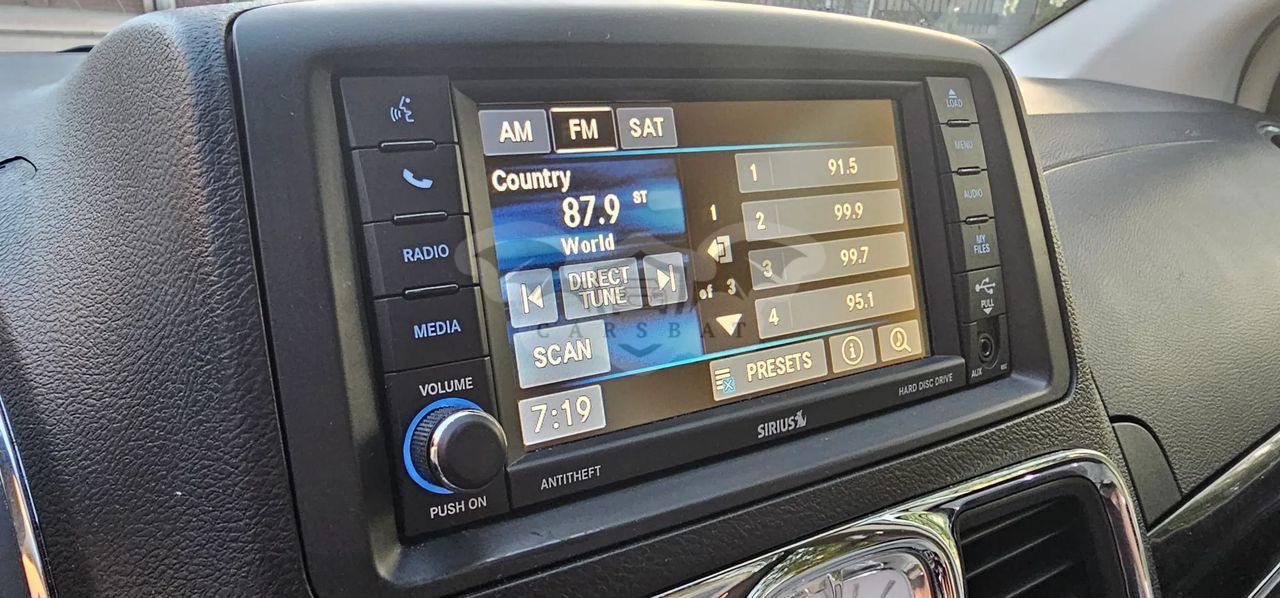 RADIO
MEDIA
VOLUME
PUSH ON
AM FM SAT
Country
87.9 ST
World
DIRECT
TUNE
SCAN
7:19
1
of 3
1 91.5
2 99.9
3 99.7
4 95.1
PRESETS
ANTITHEFT
SIRIUS
HARD DISC DRIVE
LOAD
MENU
AUDIO
MY
FILES
PULL
AUX
CARSBAT